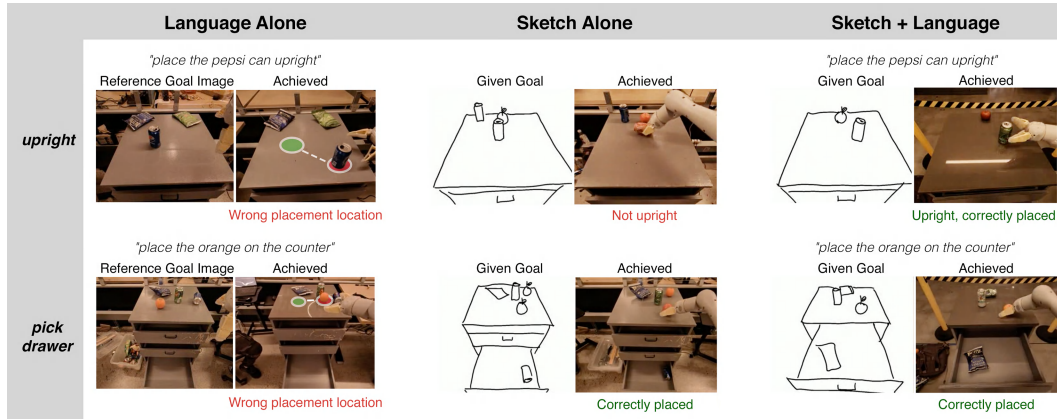 Language Alone
Sketch Alone
Sketch + Language
upright
"place the pepsi can upright"
Reference Goal Image
Achieved
Wrong placement location
Given Goal
Achieved
Not upright
"place the pepsi can upright"
Given Goal
Achieved
Upright, correctly placed
pick
drawer
"place the orange on the counter"
Reference Goal Image
Achieved
Wrong placement location
Given Goal
Achieved
Correctly placed
"place the orange on the counter"
Given Goal
Achieved
Correctly placed